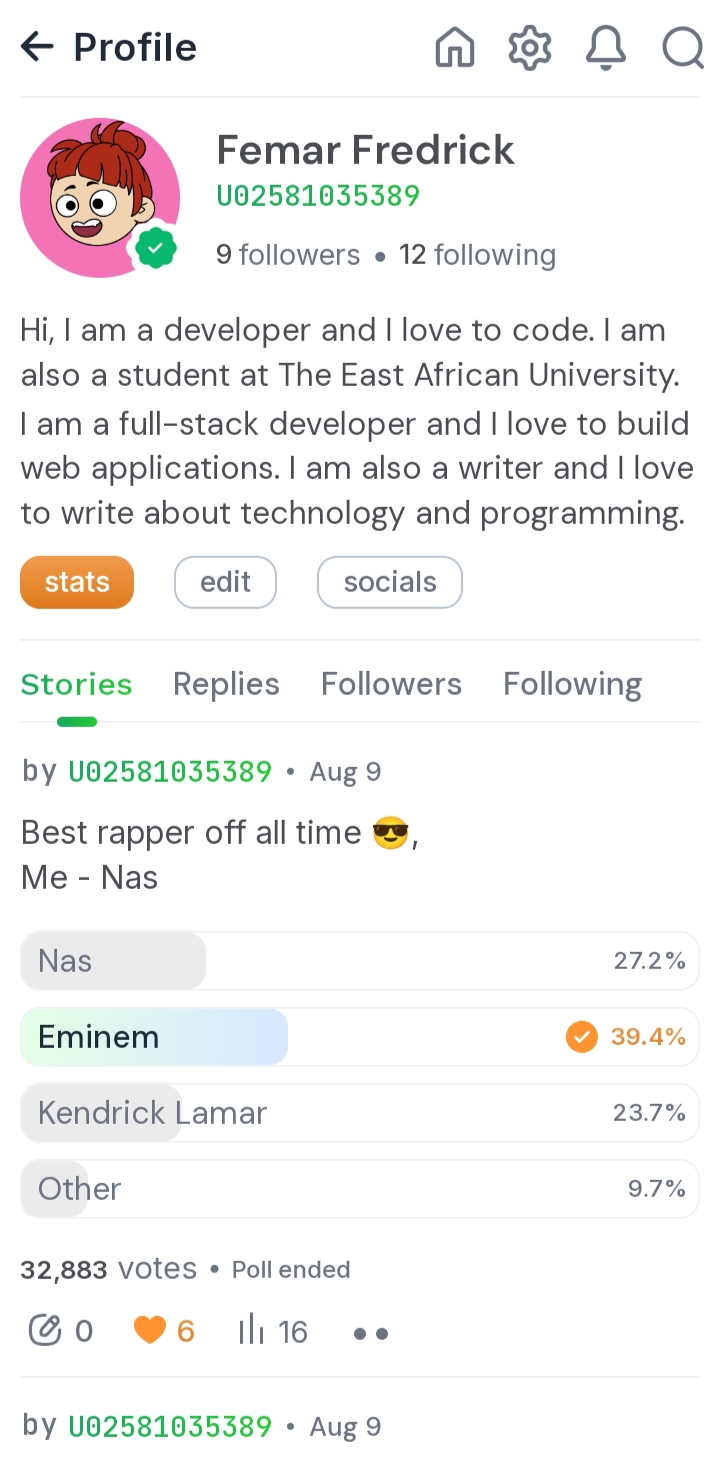 Profile
Femar Fredrick
U02581035389
9 followers • 12 following
Hi, I am a developer and I love to code. I am
also a student at The East African University.
I am a full-stack developer and I love to build
web applications. I am also a writer and I love
to write about technology and programming.
stats edit socials
Stories Replies Followers Following
by U02581035389 • Aug 9
Best rapper off all time 😎,
Me - Nas
Nas 27.2%
Eminem 39.4%
Kendrick Lamar 23.7%
Other 9.7%
32,883 votes • Poll ended
0 6 16
by U02581035389 • Aug 9